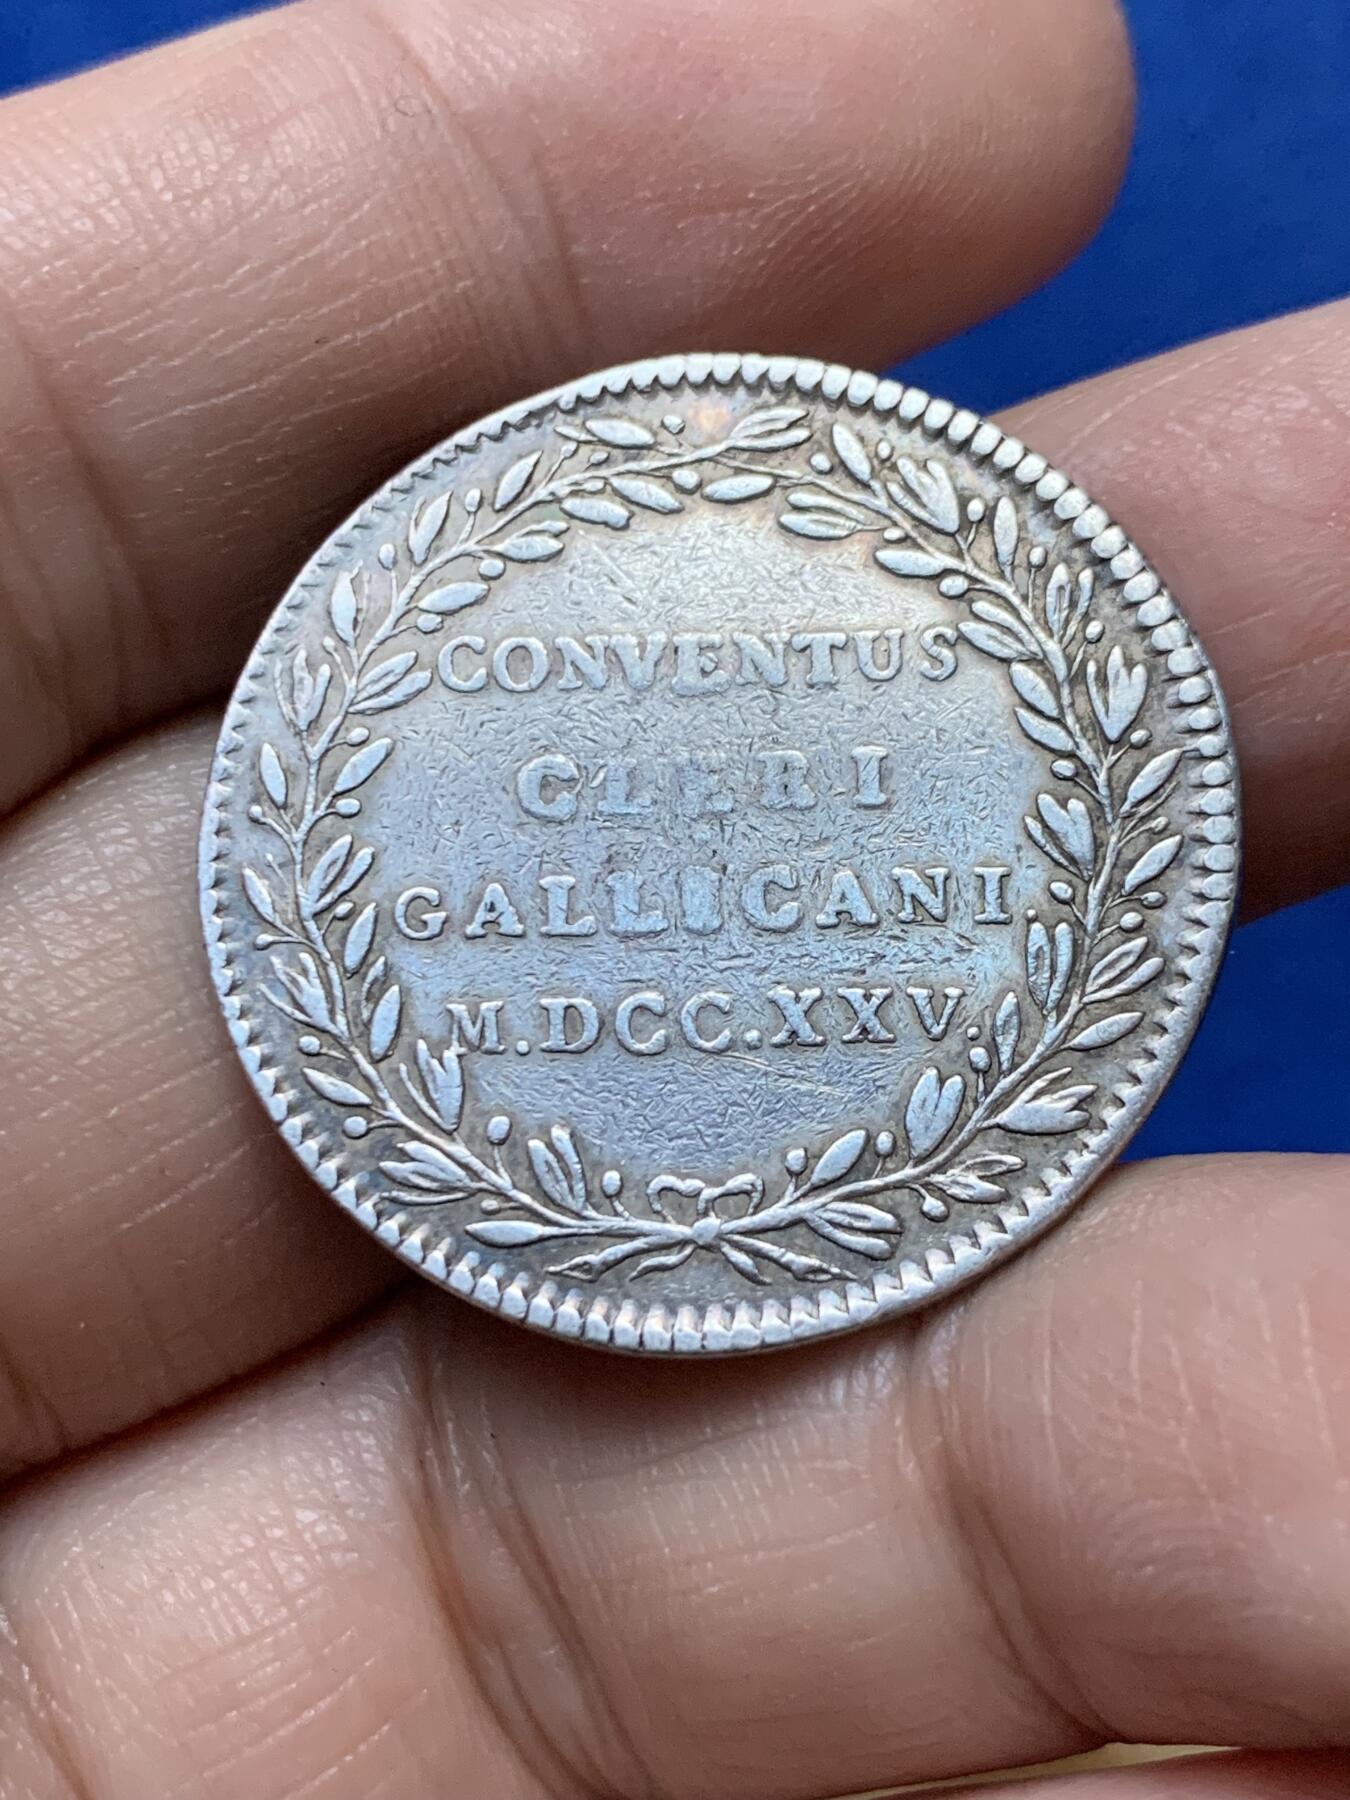 CONVENTUS
CLERI
GALLICANI
M.DCC.XXV.